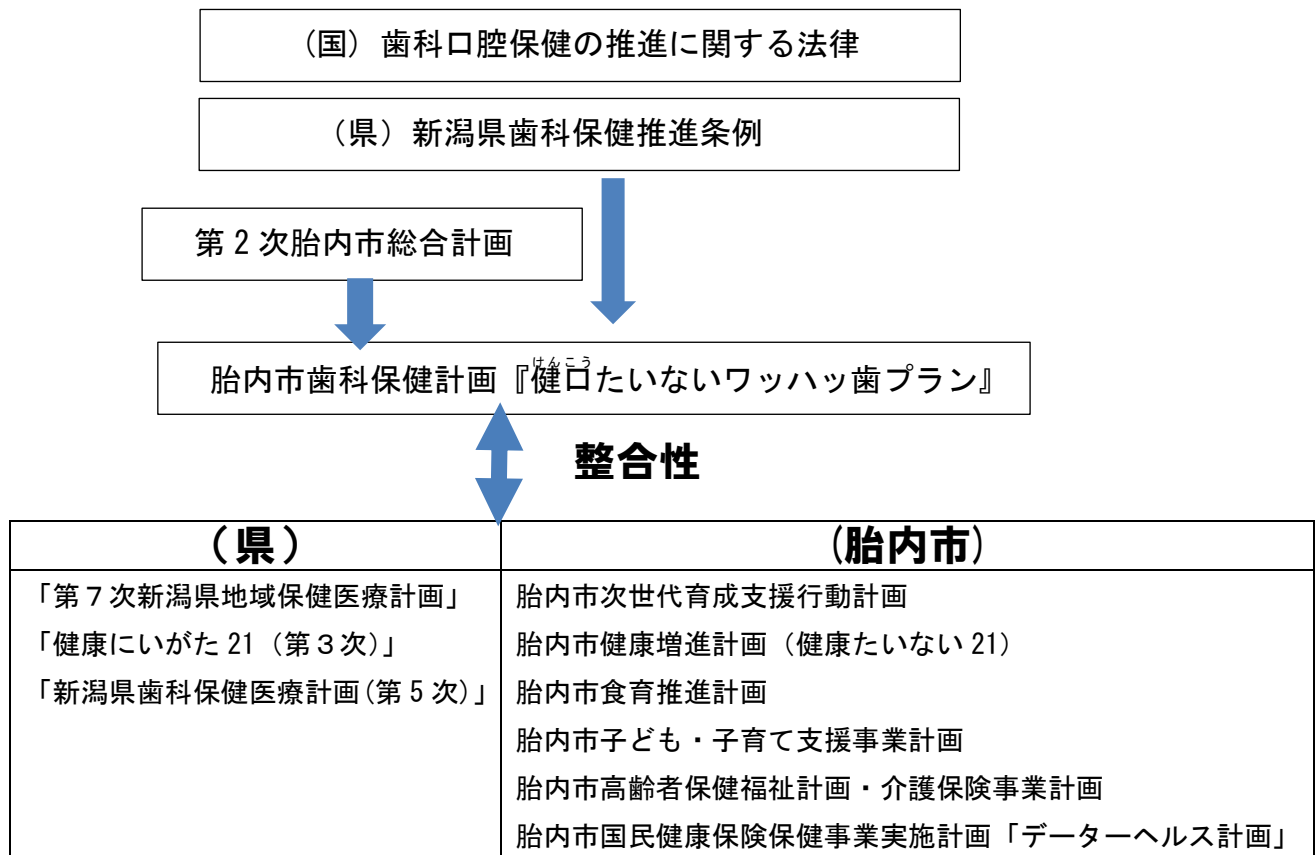 （国）歯科口腔保健の推進に関する法律
（県）新潟県歯科保健推進条例
第２次胎内市総合計画
けんこう
胎内市歯科保健計画『健口たいないワッハッ歯プラン』
整合性
（県）
（胎内市）
「第７次新潟県地域保健医療計画」
「健康にいがた 21（第３次）」
「新潟県歯科保健医療計画(第 5 次)」
胎内市次世代育成支援行動計画
胎内市健康増進計画（健康たいない 21）
胎内市食育推進計画
胎内市子ども・子育て支援事業計画
胎内市高齢者保健福祉計画・介護保険事業計画
胎内市国民健康保険保健事業実施計画「データーヘルス計画」